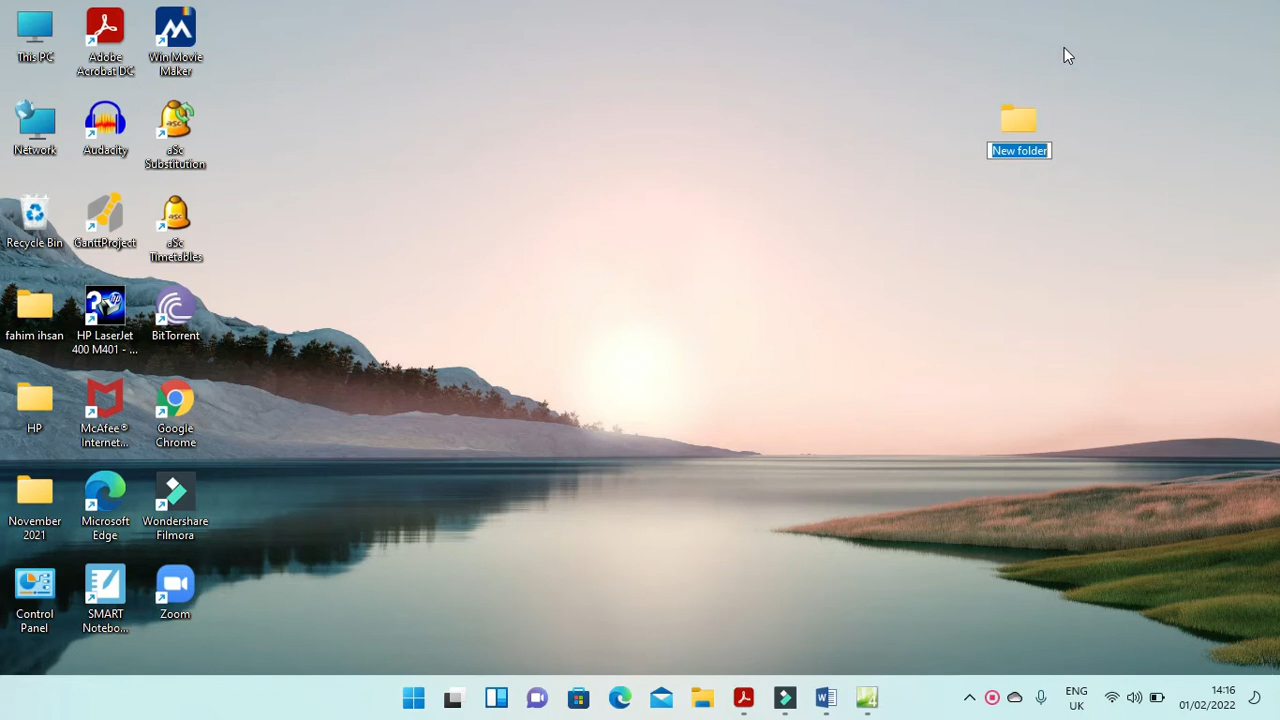 This PC
Adobe
Acrobat DC
Win Movie
Maker
Network
Audacity
aSc
Substitution
Recycle Bin
GanttProject
aSc
Timetables
fahim ihsan
HP LaserJet
400 M401 - ...
BitTorrent
HP
McAfee®
Internet...
Google
Chrome
November
2021
Microsoft
Edge
Wondershare
Filmora
Control
Panel
SMART
Notebo...
Zoom
New folder
ENG
UK
14:16
01/02/2022